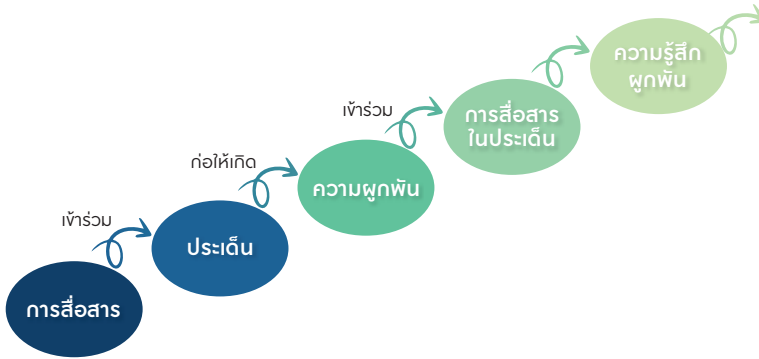 การสื่อสาร
เข้าร่วม
ประเด็น
ก่อให้เกิด
ความผูกพัน
เข้าร่วม
การสื่อสาร
ในประเด็น
ความรู้สึก
ผูกพัน